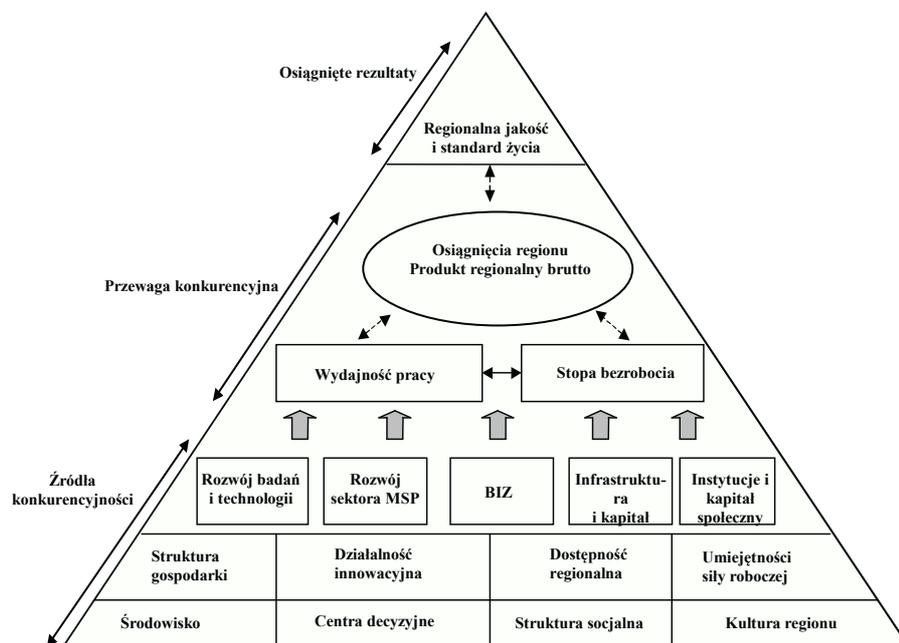 Osiągnięte rezultaty
Regionalna jakość
i standard życia
Osiągnięcia regionu
Produkt regionalny brutto
Przewaga konkurencyjna
Wydajność pracy
Stopa bezrobocia
Źródła
konkurencyjności
Rozwój badań
i technologii
Rozwój
sektora MSP
BIZ
Infrastruktu-
ra
i kapitał
Instytucje i
kapitał
społeczny
Struktura
gospodarki
Działalność
innowacyjna
Dostępność
regionalna
Umiejętności
siły roboczej
Środowisko
Centra decyzyjne
Struktura socjalna
Kultura regionu